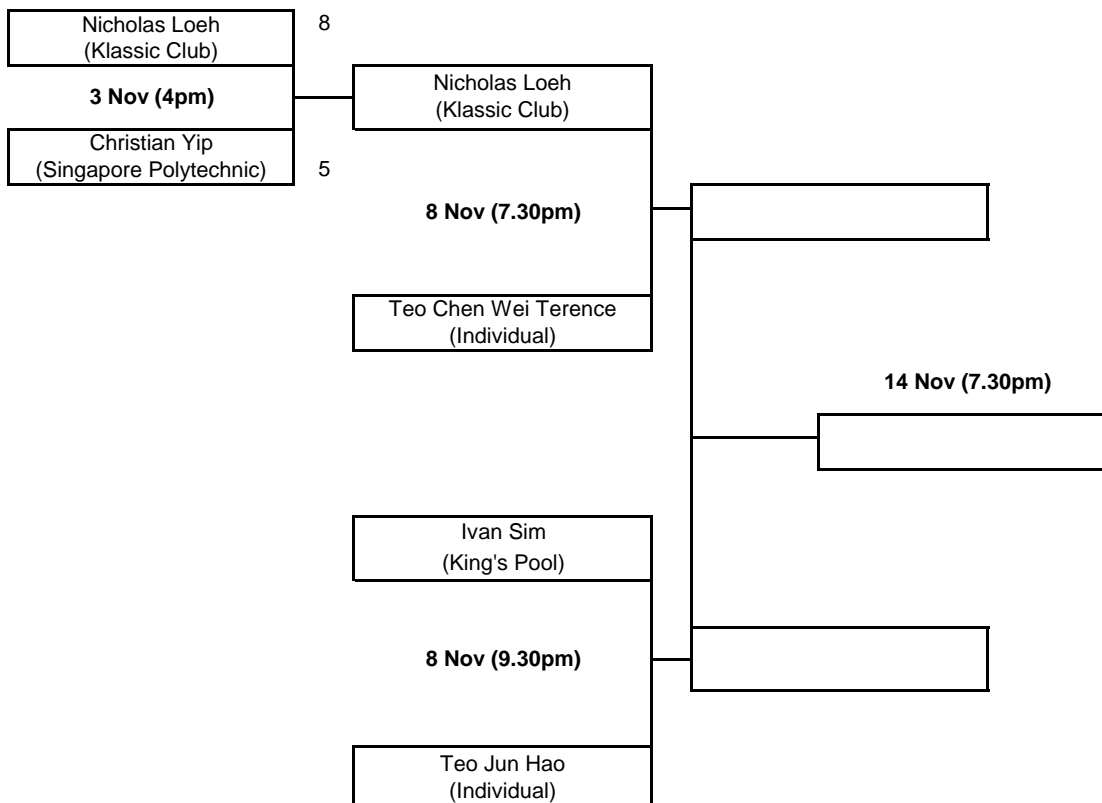 Nicholas Loeh
(Klassic Club)
8
3 Nov (4pm)
Christian Yip
(Singapore Polytechnic)
5
Nicholas Loeh
(Klassic Club)
8 Nov (7.30pm)
Teo Chen Wei Terence
(Individual)
14 Nov (7.30pm)
Ivan Sim
(King's Pool)
8 Nov (9.30pm)
Teo Jun Hao
(Individual)